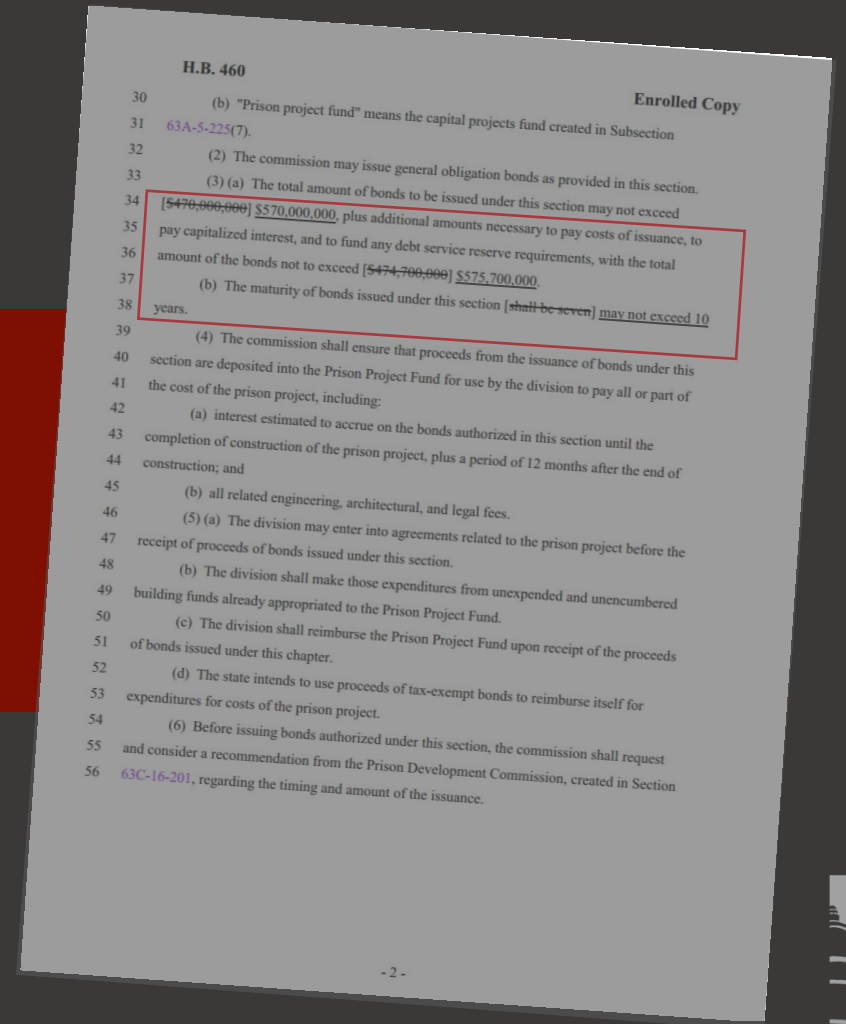 H.B. 460
Enrolled Copy
30 (b) "Prison project fund" means the capital projects fund created in Subsection
31 63A-5-225(7).
32 (2) The commission may issue general obligation bonds as provided in this section.
33 (3) (a) The total amount of bonds to be issued under this section may not exceed
34 [$470,000,000] $570,000,000, plus additional amounts necessary to pay costs of issuance, to
35 pay capitalized interest, and to fund any debt service reserve requirements, with the total
36 amount of the bonds not to exceed [$474,700,000] $575,700,000.
37 (b) The maturity of bonds issued under this section [shall be seven] may not exceed 10
38 years.
39 (4) The commission shall ensure that proceeds from the issuance of bonds under this
40 section are deposited into the Prison Project Fund for use by the division to pay all or part of
41 the cost of the prison project, including:
42 (a) interest estimated to accrue on the bonds authorized in this section until the
43 completion of construction of the prison project, plus a period of 12 months after the end of
44 construction; and
45 (b) all related engineering, architectural, and legal fees.
46 (5) (a) The division may enter into agreements related to the prison project before the
47 receipt of proceeds of bonds issued under this section.
48 (b) The division shall make those expenditures from unexpended and unencumbered
49 building funds already appropriated to the Prison Project Fund.
50 (c) The division shall reimburse the Prison Project Fund upon receipt of the proceeds
51 of bonds issued under this chapter.
52 (d) The state intends to use proceeds of tax-exempt bonds to reimburse itself for
53 expenditures for costs of the prison project.
54 (6) Before issuing bonds authorized under this section, the commission shall request
55 and consider a recommendation from the Prison Development Commission, created in Section
56 63C-16-201, regarding the timing and amount of the issuance.
- 2 -